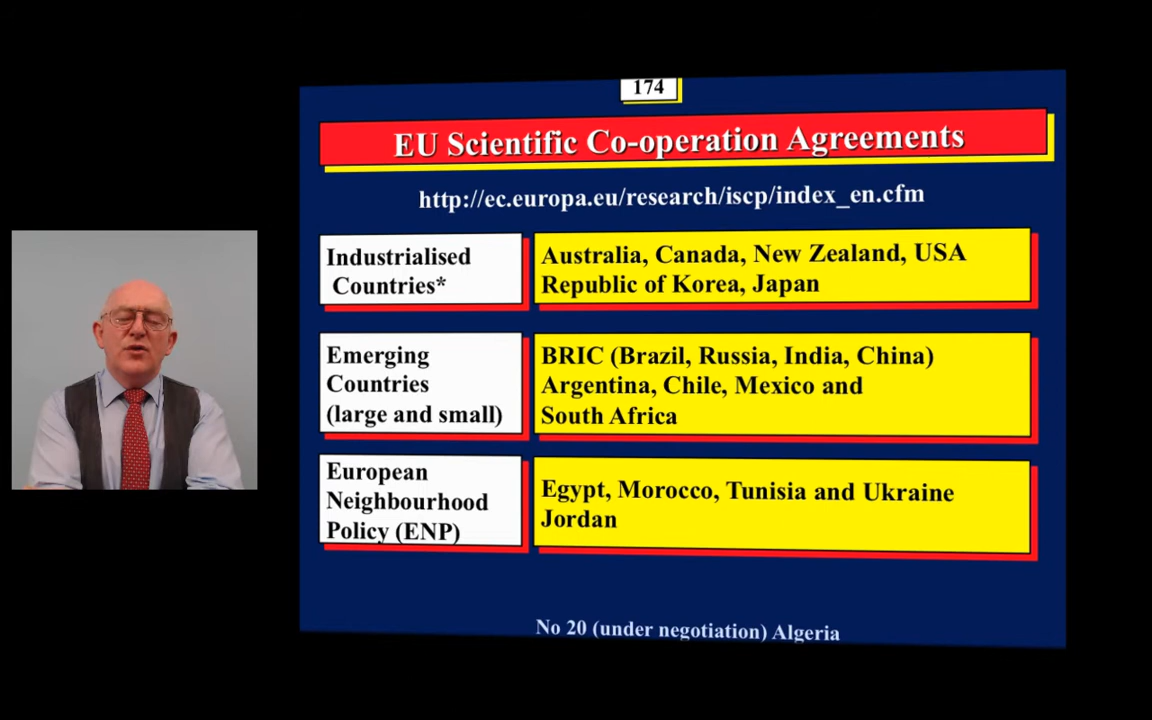 174
EU Scientific Co-operation Agreements
http://ec.europa.eu/research/iscp/index_en.cfm
Industrialised
Countries*
Australia, Canada, New Zealand, USA
Republic of Korea, Japan
Emerging
Countries
(large and small)
BRIC (Brazil, Russia, India, China)
Argentina, Chile, Mexico and
South Africa
European
Neighbourhood
Policy (ENP)
Egypt, Morocco, Tunisia and Ukraine
Jordan
No 20 (under negotiation) Algeria